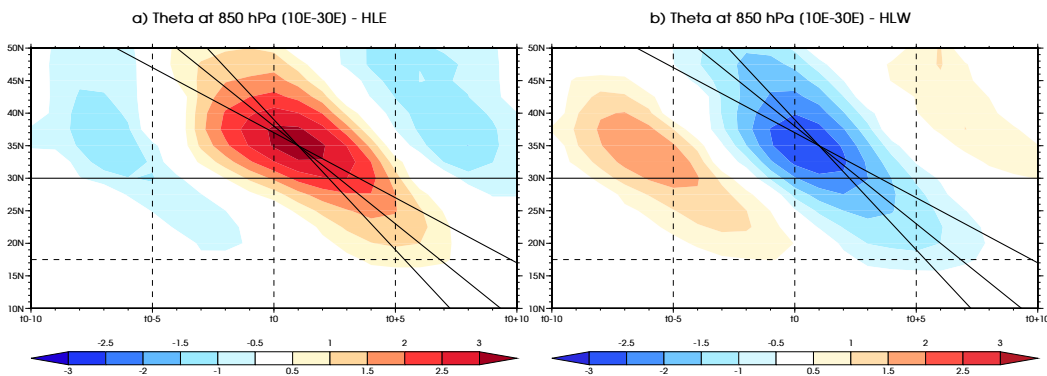 a) Theta at 850 hPa (10E-30E) - HLE
50N
45N
40N
35N
30N
25N
20N
15N
10N
t0-10 t0-5 t0 t0+5 t0+10
-2.5 -1.5 -0.5 1 2 3
-3 -2 -1 0.5 1.5 2.5
b) Theta at 850 hPa (10E-30E) - HLW
50N
45N
40N
35N
30N
25N
20N
15N
10N
t0-10 t0-5 t0 t0+5 t0+10
-2.5 -1.5 -0.5 1 2 3
-3 -2 -1 0.5 1.5 2.5